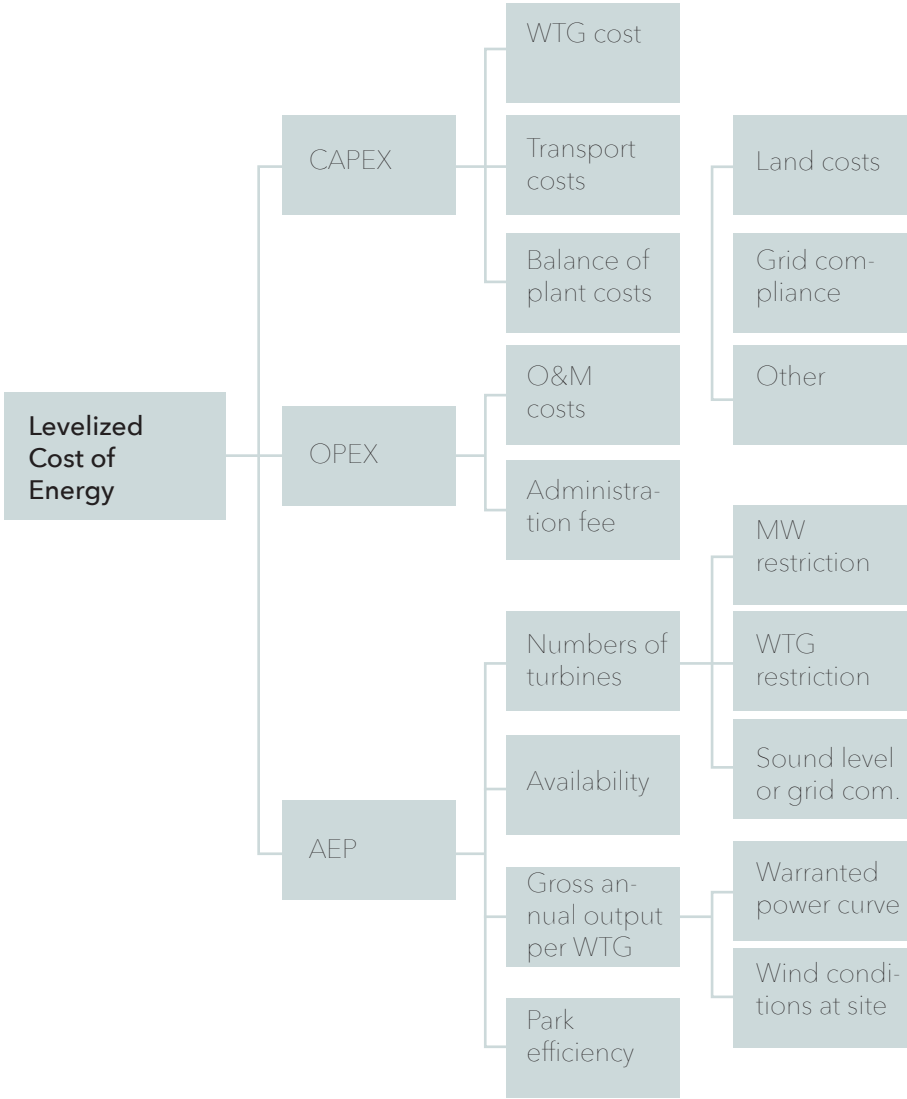 Levelized
Cost of
Energy
CAPEX
WTG cost
Transport
costs
Balance of
plant costs
Land costs
Grid com-
pliance
Other
OPEX
O&M
costs
Administra-
tion fee
AEP
Numbers of
turbines
MW
restriction
WTG
restriction
Sound level
or grid com.
Availability
Gross an-
nual output
per WTG
Warranted
power curve
Wind condi-
tions at site
Park
efficiency